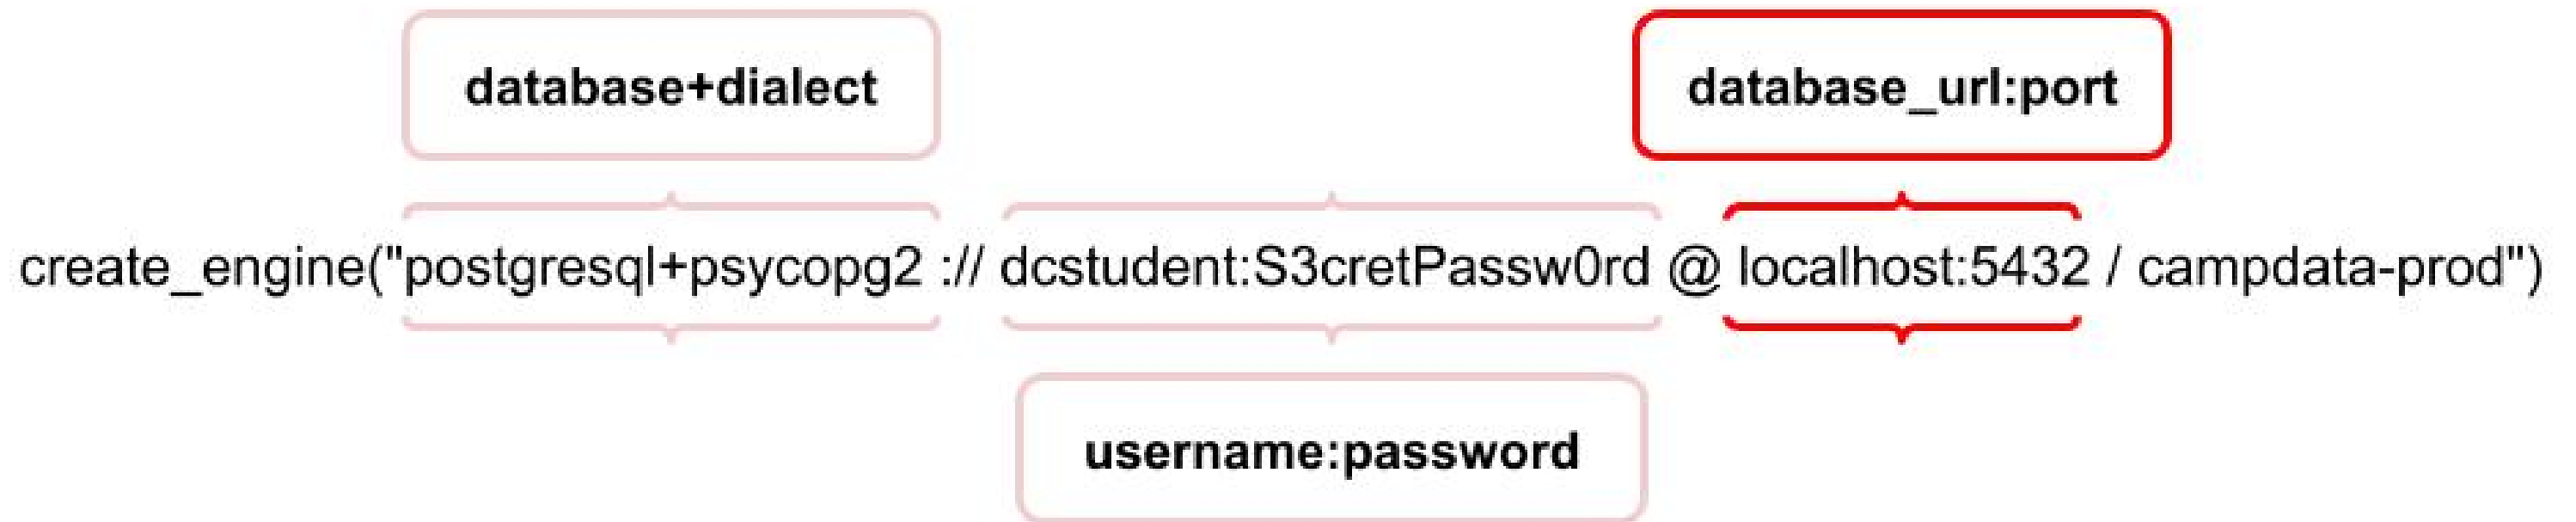 database+dialect
database_url:port
create_engine("postgresql+psycopg2 :// dcstudent:S3cretPassw0rd @ localhost:5432 / campdata-prod")
username:password